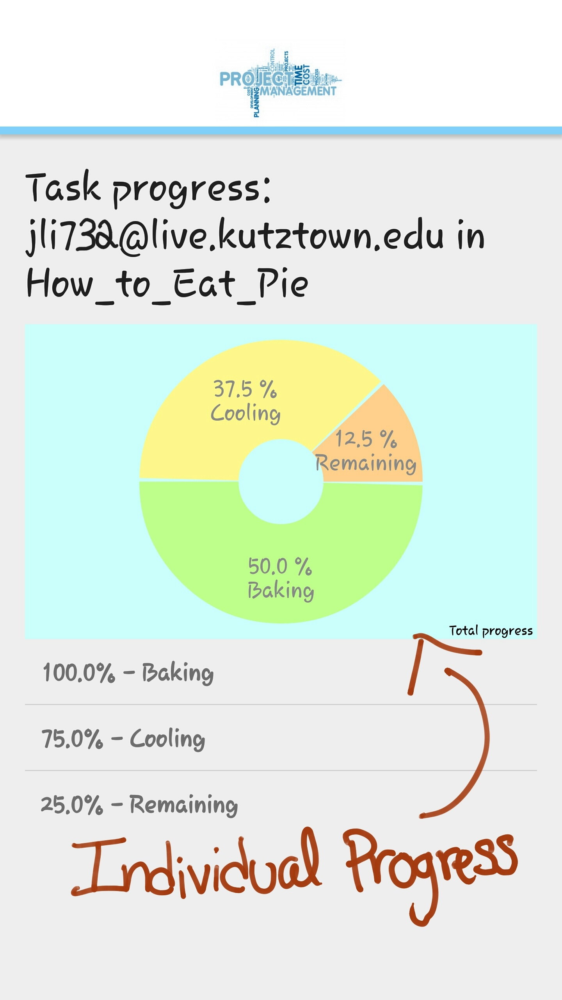 CONTROL
PROJECTS
PROJECT
TIME
COST
PROCESS
MANAGEMENT
COSTS
DEVELOPMENT
PLANNING
Task progress:
jli732@live.kutztown.edu in
How_to_Eat_Pie
37.5 %
Cooling
12.5 %
Remaining
50.0 %
Baking
Total progress
100.0% - Baking
75.0% - Cooling
25.0% - Remaining
Individual Progress